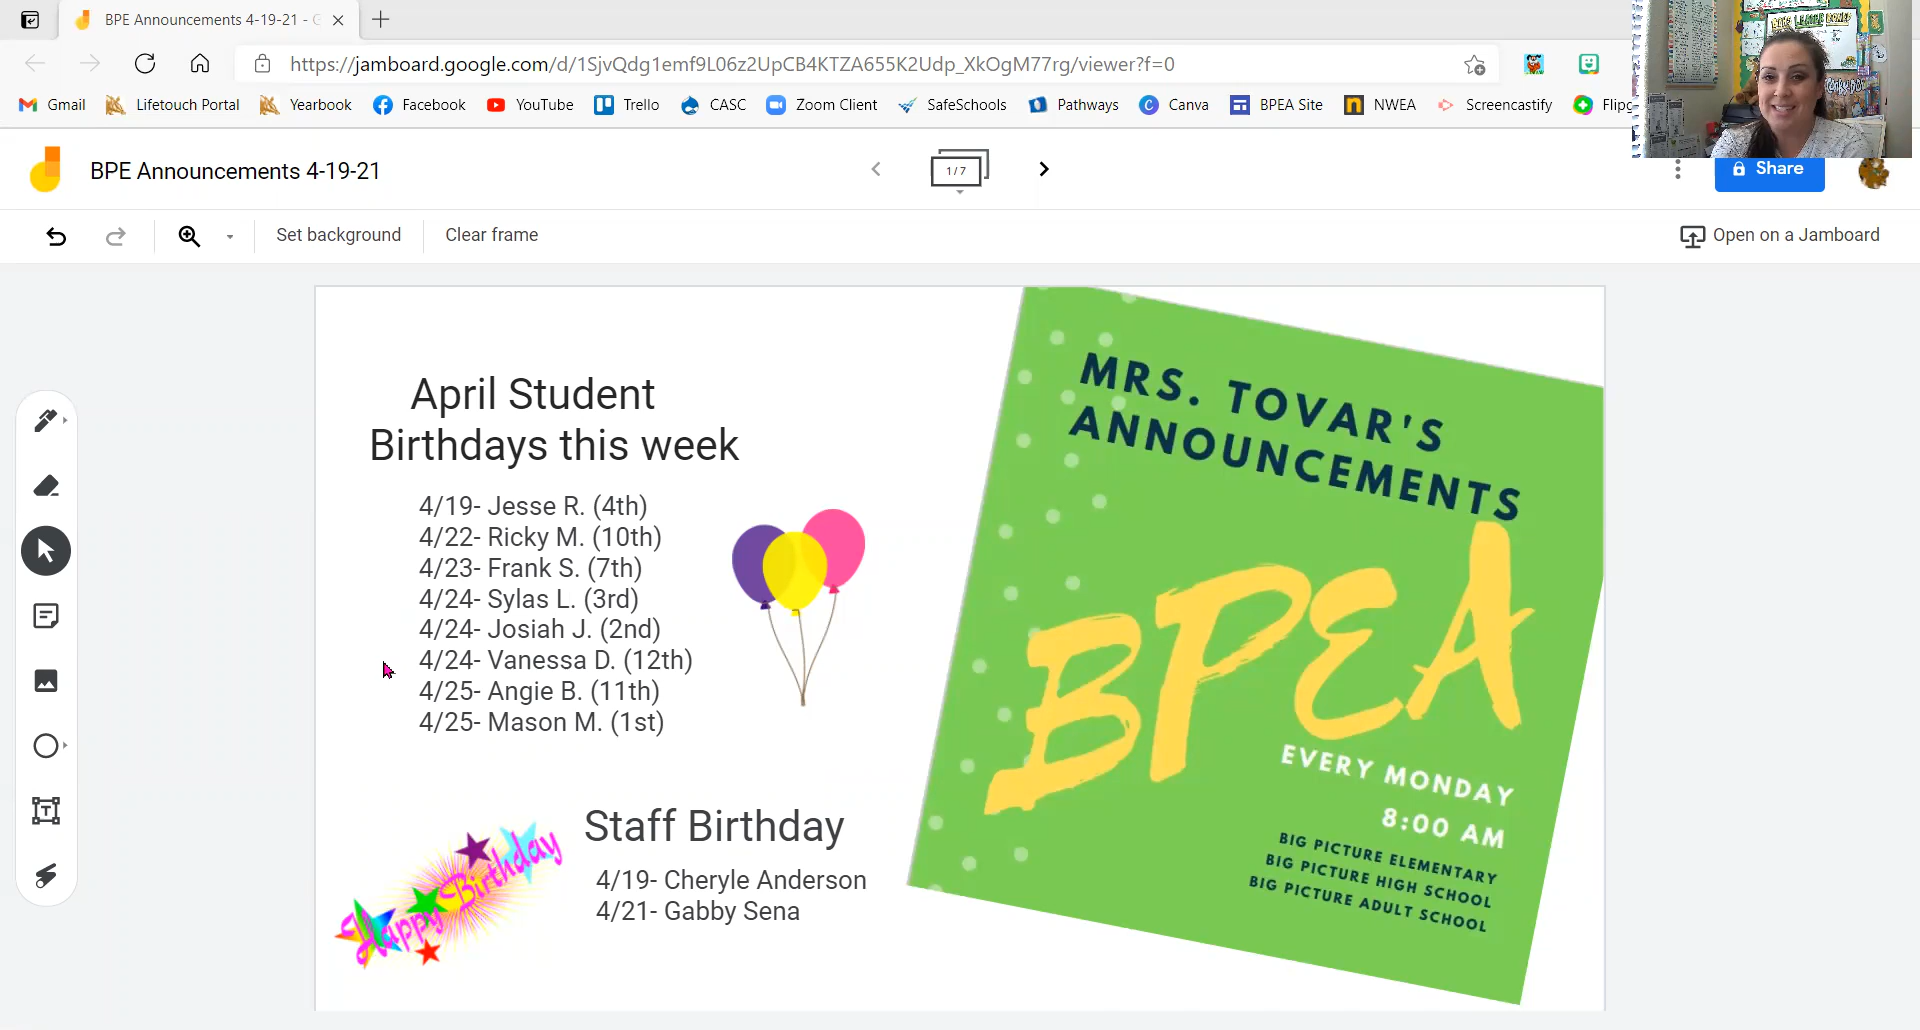 BPE Announcements 4-19-21 - G
https://jamboard.google.com/d/1SjvQdg1emf9L06z2UpCB4KTZA655K2Udp_XkOgM77rg/viewer?f=0
Gmail Lifetouch Portal Yearbook Facebook YouTube Trello CASC Zoom Client SafeSchools Pathways Canva BPEA Site NWEA Screencastify Flipg
BPE Announcements 4-19-21
1/7
Share
Set background
Clear frame
Open on a Jamboard
April Student
Birthdays this week
4/19- Jesse R. (4th)
4/22- Ricky M. (10th)
4/23- Frank S. (7th)
4/24- Sylas L. (3rd)
4/24- Josiah J. (2nd)
4/24- Vanessa D. (12th)
4/25- Angie B. (11th)
4/25- Mason M. (1st)
Happy Birthday
Staff Birthday
4/19- Cheryle Anderson
4/21- Gabby Sena
MRS. TOVAR'S
ANNOUNCEMENTS
BPEA
EVERY MONDAY
8:00 AM
BIG PICTURE ELEMENTARY
BIG PICTURE HIGH SCHOOL
BIG PICTURE ADULT SCHOOL